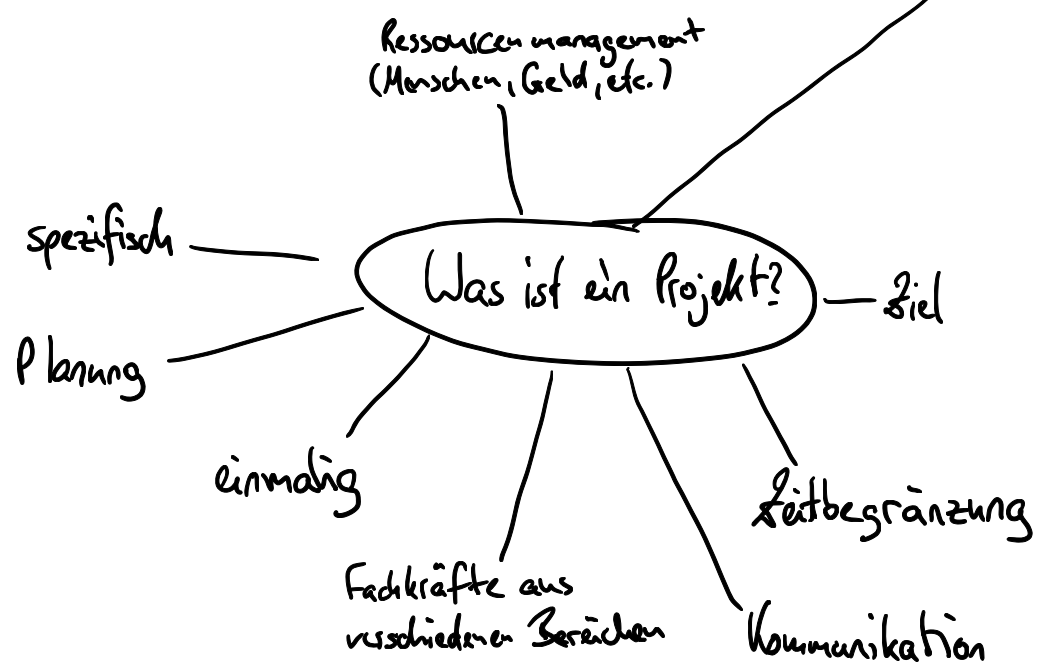 Ressourcenmanagement
(Menschen, Geld, etc.)
spezifisch
Was ist ein Projekt?
Ziel
Planung
einmalig
Zeitbegränzung
Fachkräfte aus
verschiedenen Bereichen
Kommunikation